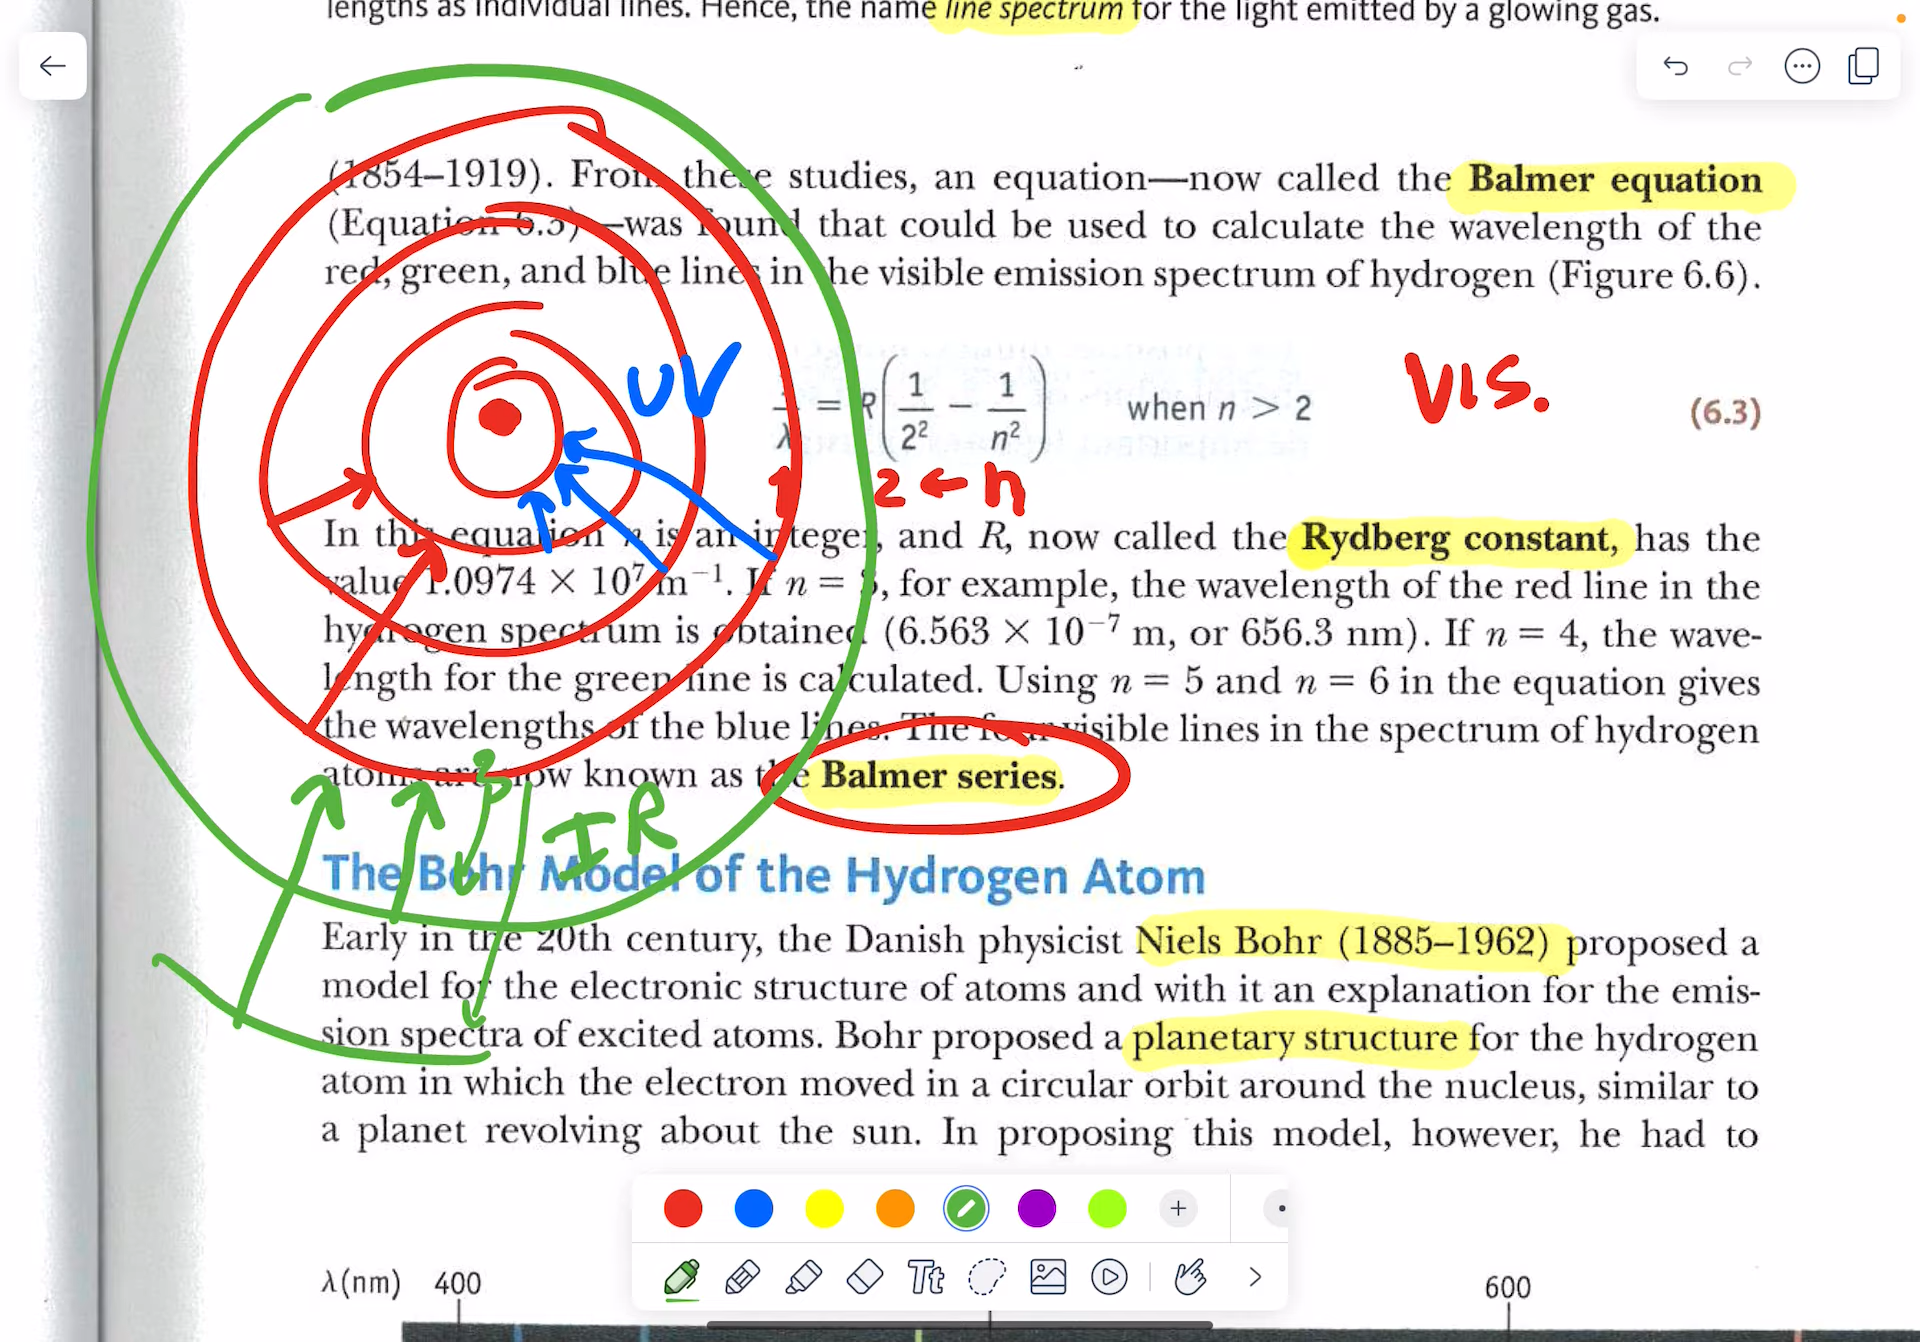 lengths as individual lines. Hence, the name line spectrum for the light emitted by a glowing gas.
(1854–1919). From these studies, an equation—now called the Balmer equation
(Equation 6.3)—was found that could be used to calculate the wavelength of the
red, green, and blue lines in the visible emission spectrum of hydrogen (Figure 6.6).
UV
1/λ = R(1/2² − 1/n²) when n > 2 VIS. (6.3)
2 ← n
In this equation n is an integer, and R, now called the Rydberg constant, has the
value 1.0974 × 10⁷ m⁻¹. If n = 3, for example, the wavelength of the red line in the
hydrogen spectrum is obtained (6.563 × 10⁻⁷ m, or 656.3 nm). If n = 4, the wave-
length for the green line is calculated. Using n = 5 and n = 6 in the equation gives
the wavelengths of the blue lines. The four visible lines in the spectrum of hydrogen
atoms are now known as the Balmer series.
3
IR
The Bohr Model of the Hydrogen Atom
Early in the 20th century, the Danish physicist Niels Bohr (1885–1962) proposed a
model for the electronic structure of atoms and with it an explanation for the emis-
sion spectra of excited atoms. Bohr proposed a planetary structure for the hydrogen
atom in which the electron moved in a circular orbit around the nucleus, similar to
a planet revolving about the sun. In proposing this model, however, he had to
Tt
λ(nm) 400 600